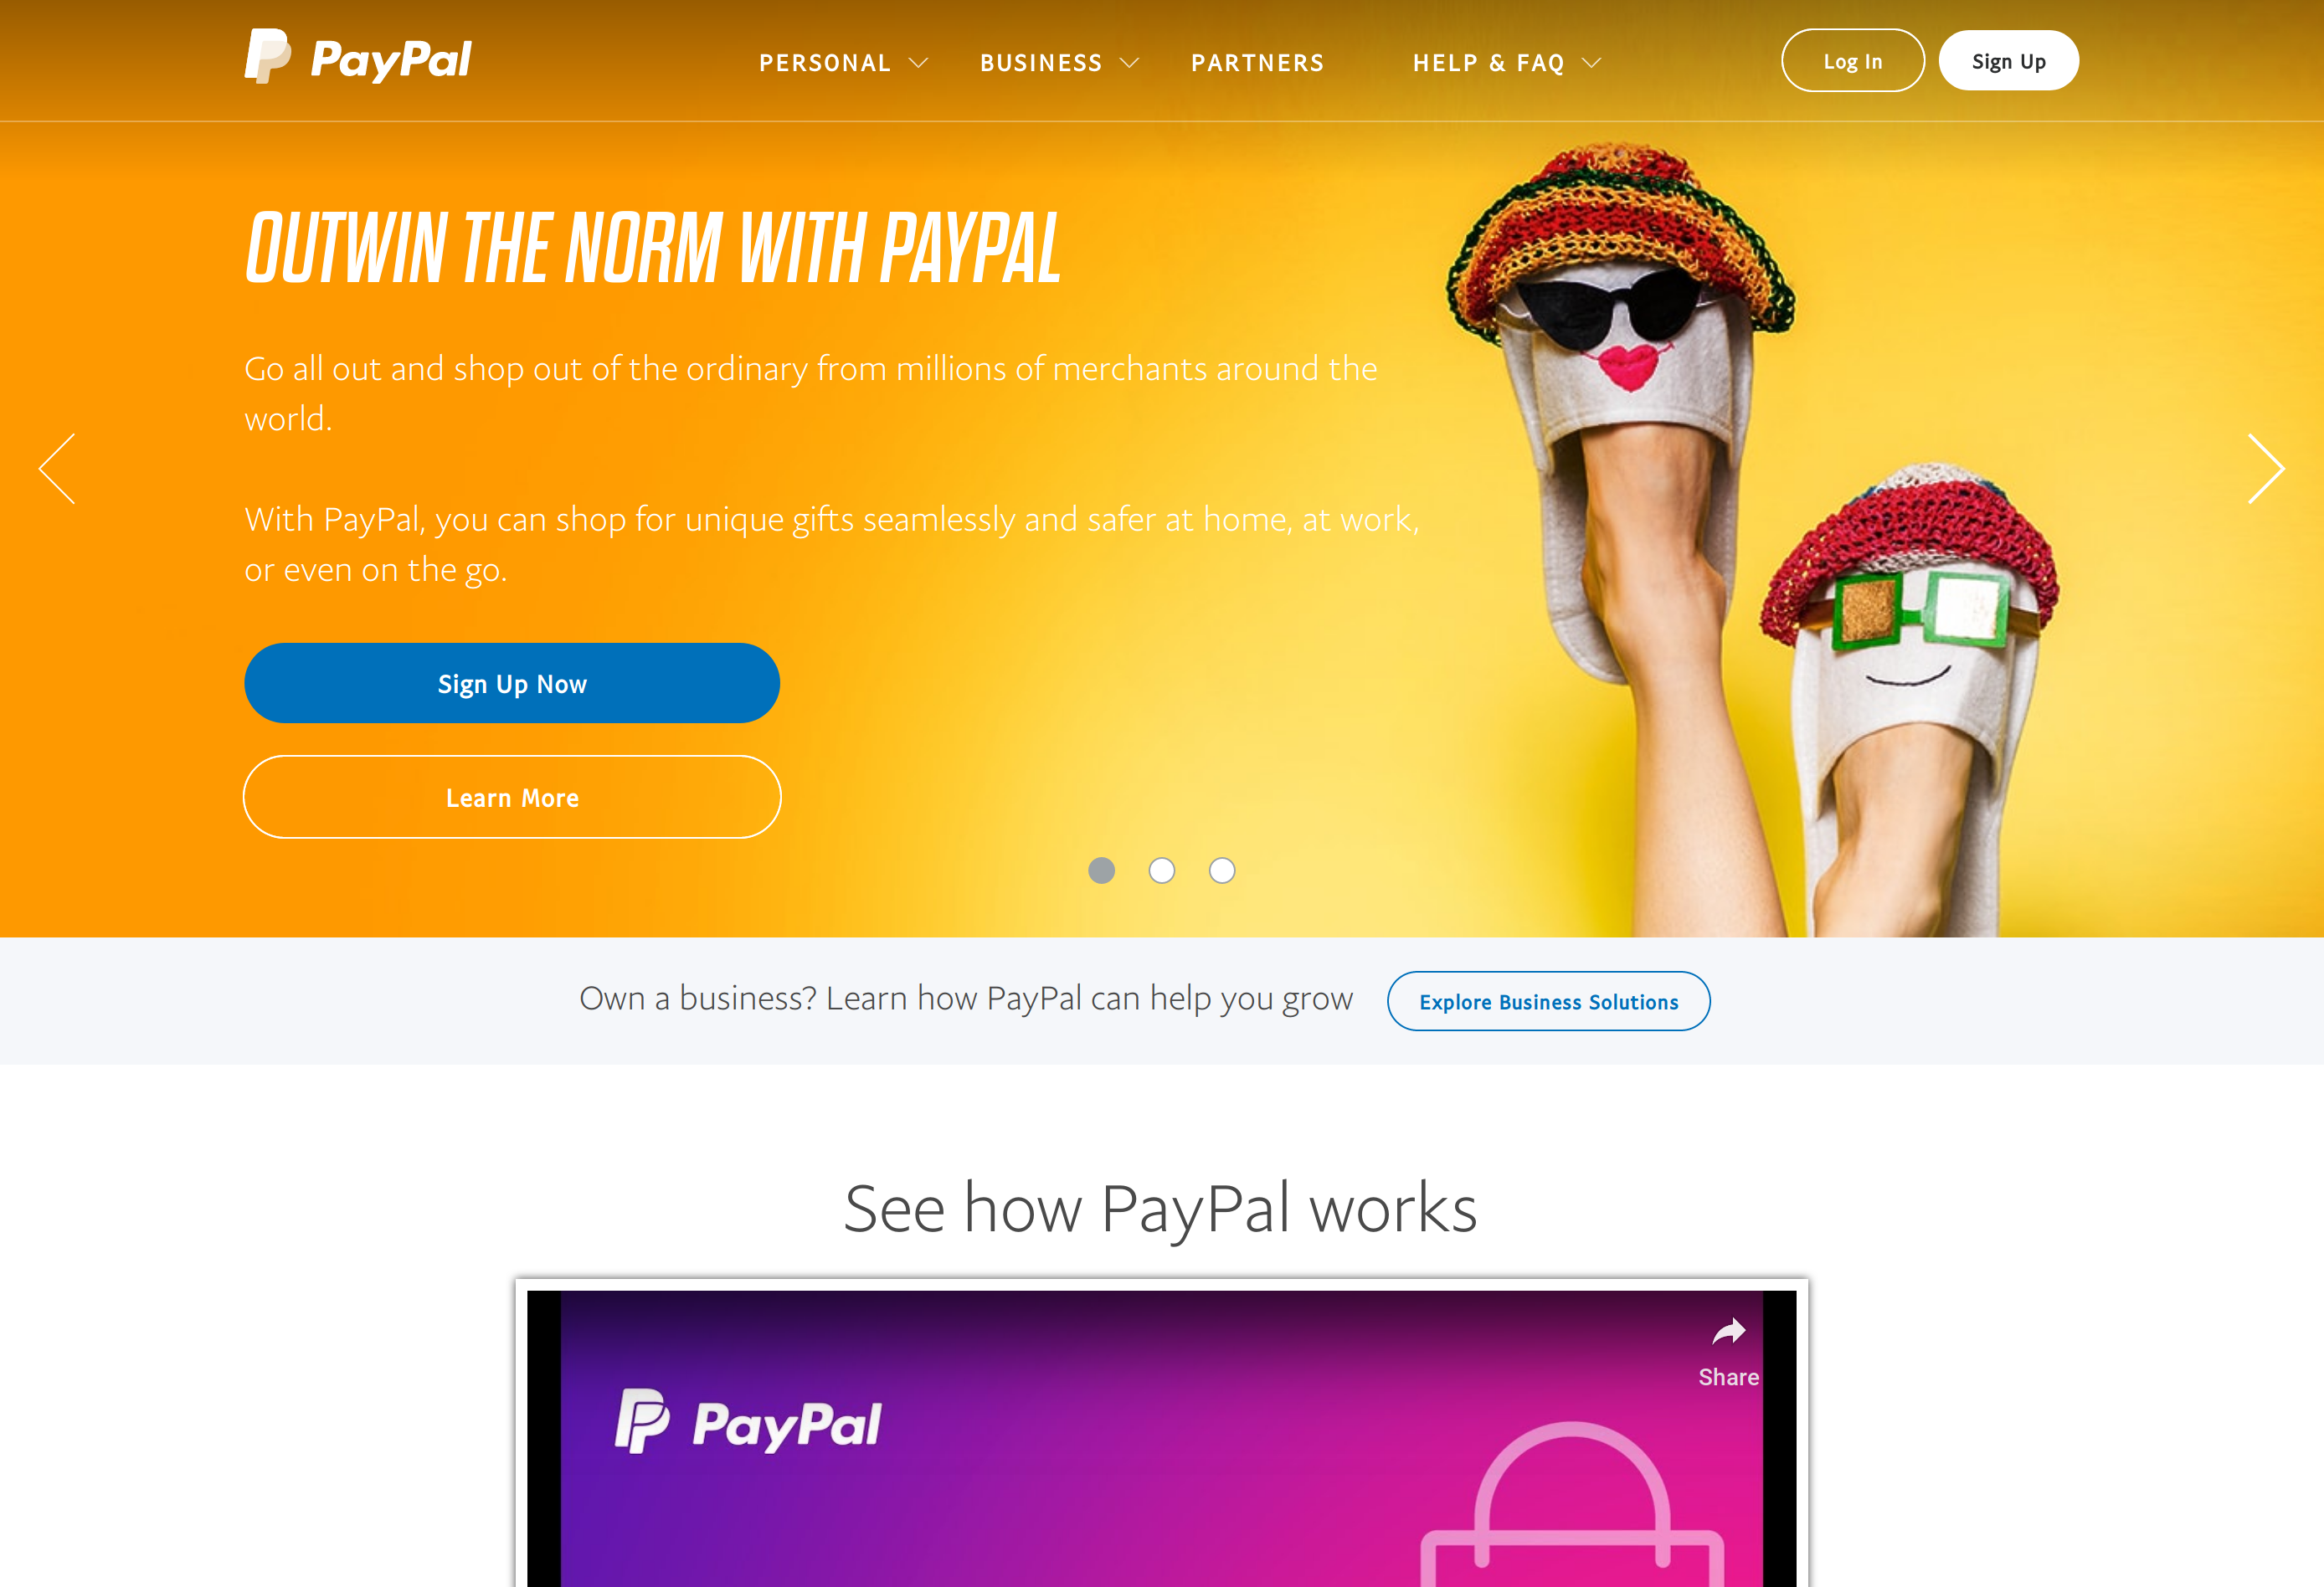 PayPal
PERSONAL
BUSINESS
PARTNERS
HELP & FAQ
Log In
Sign Up
OUTWIN THE NORM WITH PAYPAL
Go all out and shop out of the ordinary from millions of merchants around the
world.
With PayPal, you can shop for unique gifts seamlessly and safer at home, at work,
or even on the go.
Sign Up Now
Learn More
Own a business? Learn how PayPal can help you grow
Explore Business Solutions
See how PayPal works
Share
PayPal